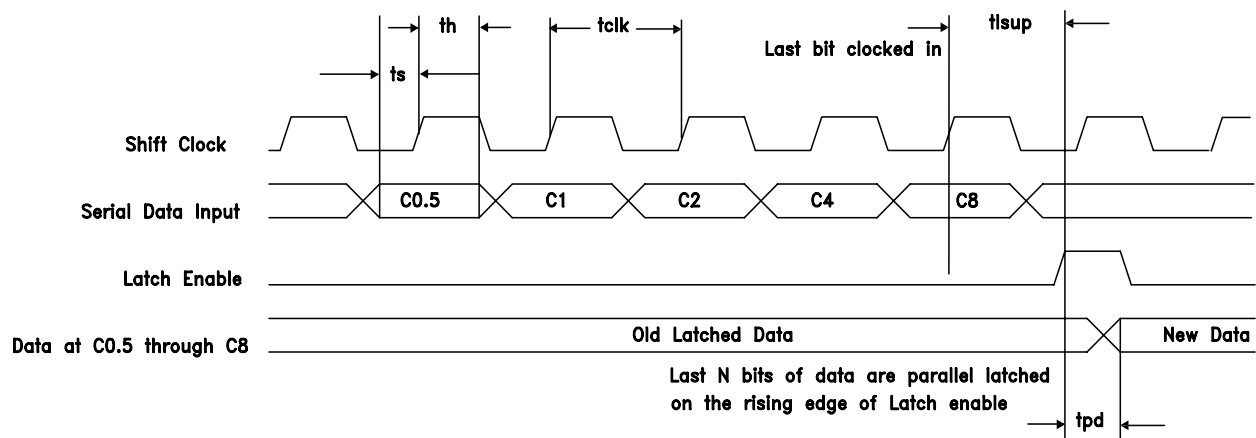 th
tclk
tlsup
Last bit clocked in
ts
Shift Clock
C0.5
C1
C2
C4
C8
Serial Data Input
Latch Enable
Old Latched Data
New Data
Data at C0.5 through C8
Last N bits of data are parallel latched
on the rising edge of Latch enable
tpd